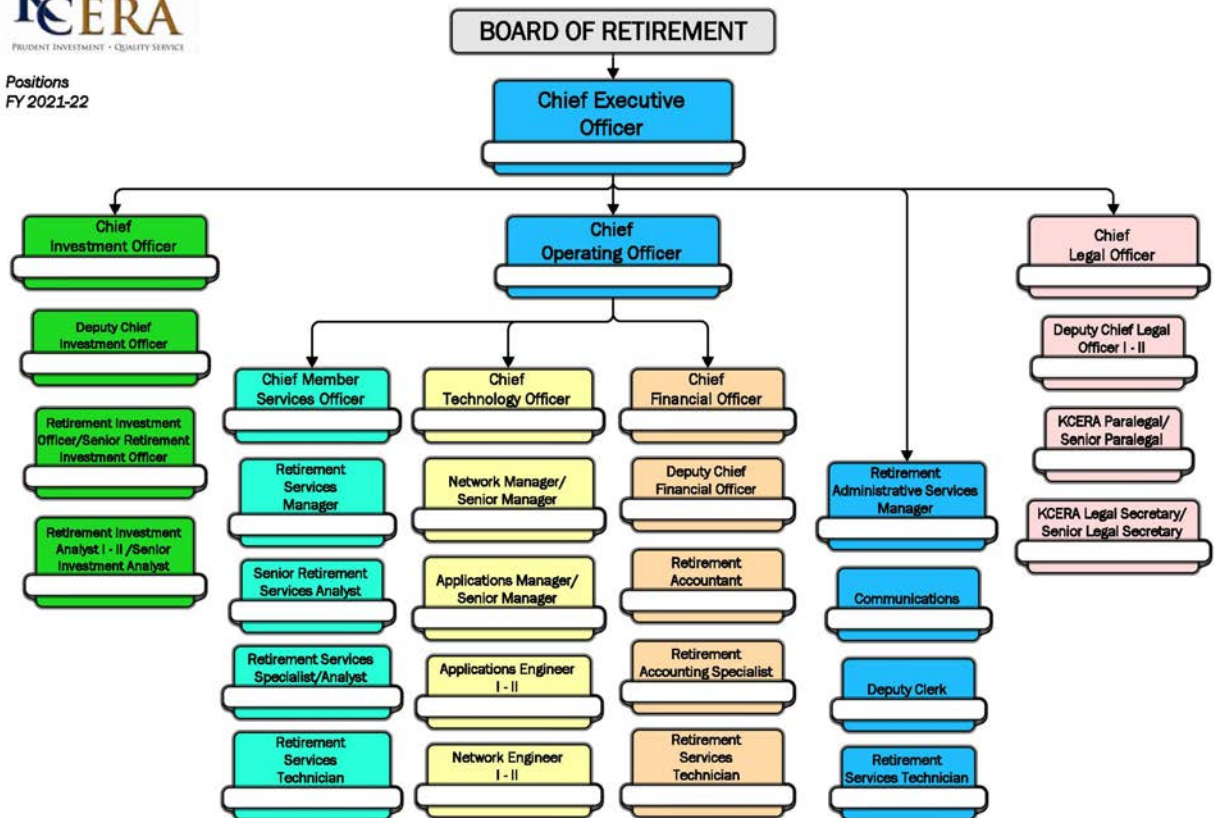 KCERA
PRUDENT INVESTMENT • QUALITY SERVICE
Positions
FY 2021-22
BOARD OF RETIREMENT
Chief Executive
Officer
Chief
Investment Officer
Deputy Chief
Investment Officer
Retirement Investment
Officer/Senior Retirement
Investment Officer
Retirement Investment
Analyst I - II /Senior
Investment Analyst
Chief
Operating Officer
Chief Member
Services Officer
Retirement
Services
Manager
Senior Retirement
Services Analyst
Retirement Services
Specialist/Analyst
Retirement
Services
Technician
Chief
Technology Officer
Network Manager/
Senior Manager
Applications Manager/
Senior Manager
Applications Engineer
I - II
Network Engineer
I - II
Chief
Financial Officer
Deputy Chief
Financial Officer
Retirement
Accountant
Retirement
Accounting Specialist
Retirement
Services
Technician
Retirement
Administrative Services
Manager
Communications
Deputy Clerk
Retirement
Services Technician
Chief
Legal Officer
Deputy Chief Legal
Officer I - II
KCERA Paralegal/
Senior Paralegal
KCERA Legal Secretary/
Senior Legal Secretary